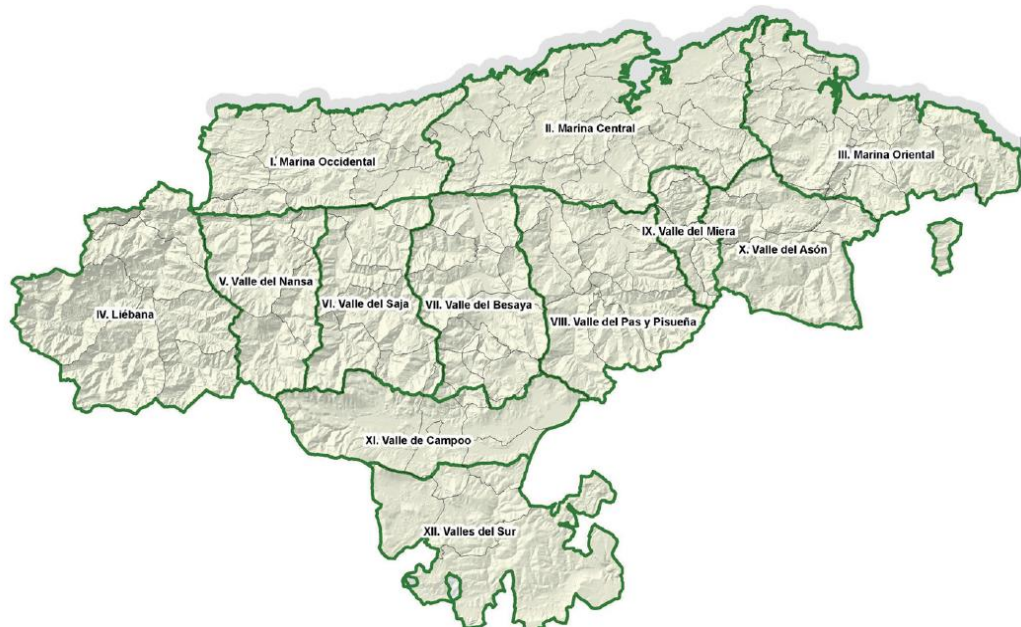 I. Marina Occidental
II. Marina Central
III. Marina Oriental
IV. Liébana
V. Valle del Nansa
VI. Valle del Saja
VII. Valle del Besaya
VIII. Valle del Pas y Pisueña
IX. Valle del Miera
X. Valle del Asón
XI. Valle de Campoo
XII. Valles del Sur